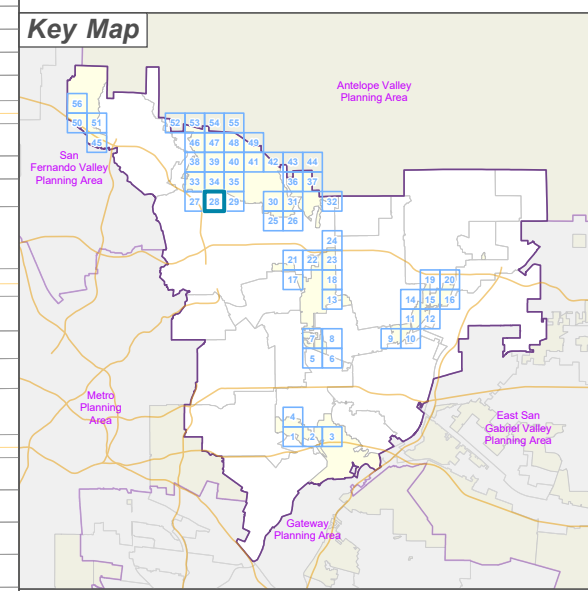 Key Map
Antelope Valley
Planning Area
56
50 51
52 53 54 55
45
46 47 48 49
San
Fernando Valley
Planning Area
38 39 40 41 42 43 44
33 34 35
36 37
27 28 29
30 31
32
25 26
24
21 22 23
17
18
19 20
13
14 15 16
11 12
7 8
9 10
5 6
Metro
Planning
Area
4
1 2 3
East San
Gabriel Valley
Planning Area
Gateway
Planning Area